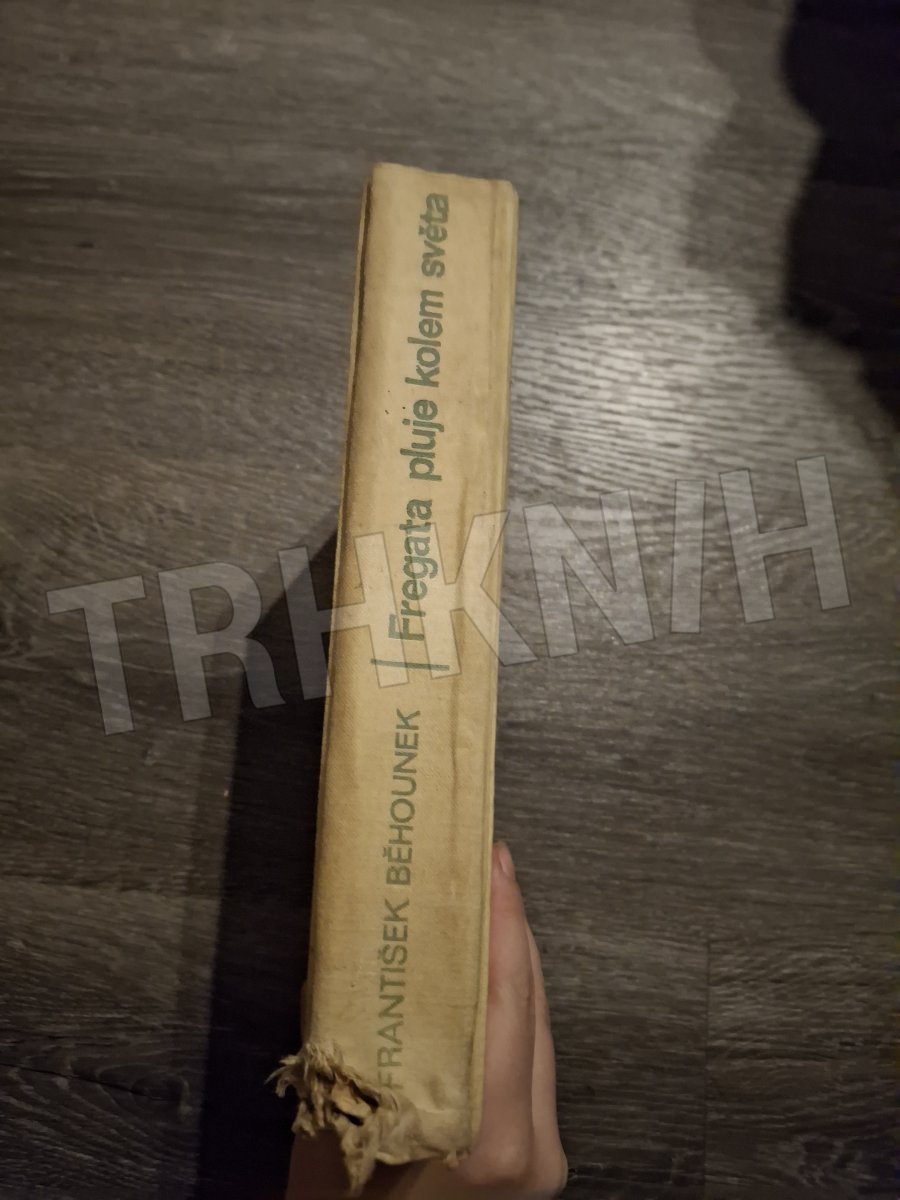 FRANTIŠEK BĚHOUNEK | Fregata pluje kolem světa
TRHKNIH